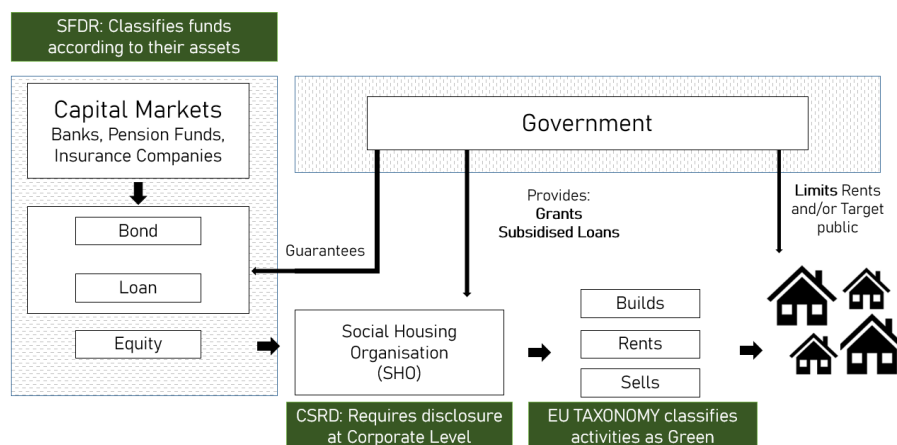 SFDR: Classifies funds
according to their assets
Capital Markets
Banks, Pension Funds,
Insurance Companies
Government
Provides:
Grants
Subsidised Loans
Limits Rents
and/or Target
public
Guarantees
Bond
Loan
Equity
Social Housing
Organisation
(SHO)
Builds
Rents
Sells
CSRD: Requires disclosure
at Corporate Level
EU TAXONOMY classifies
activities as Green